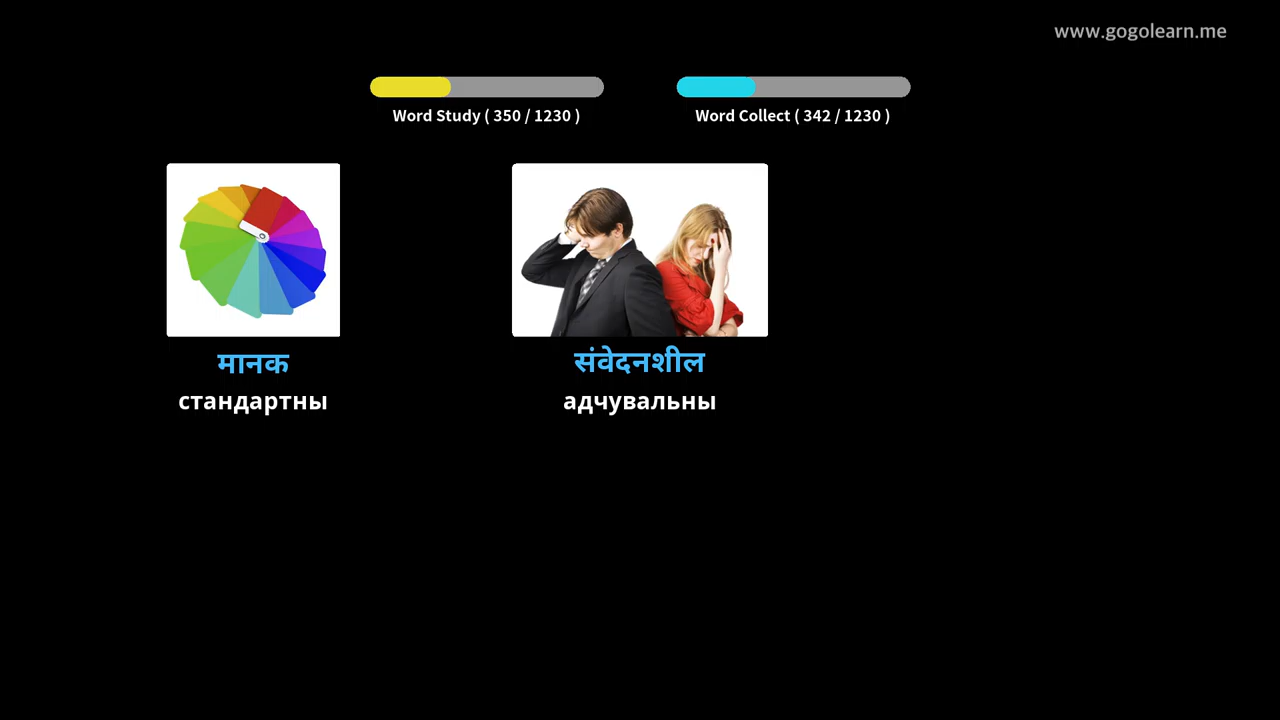 www.gogolearn.me
Word Study ( 350 / 1230 )
Word Collect ( 342 / 1230 )
मानक
стандартны
संवेदनशील
адчувальны